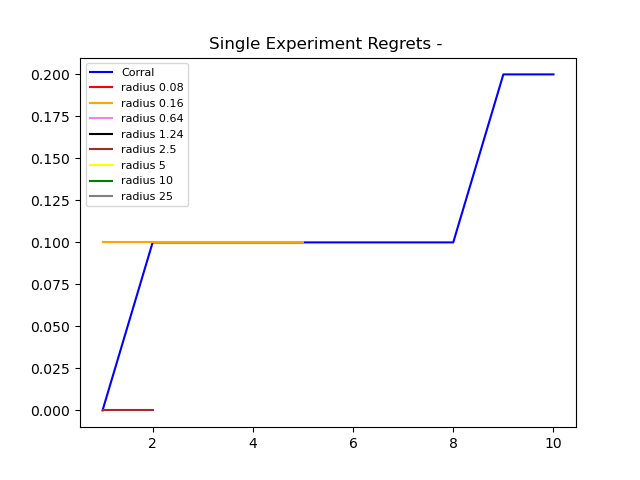 Single Experiment Regrets -
Corral
radius 0.08
radius 0.16
radius 0.64
radius 1.24
radius 2.5
radius 5
radius 10
radius 25
0.200
0.175
0.150
0.125
0.100
0.075
0.050
0.025
0.000
2 4 6 8 10